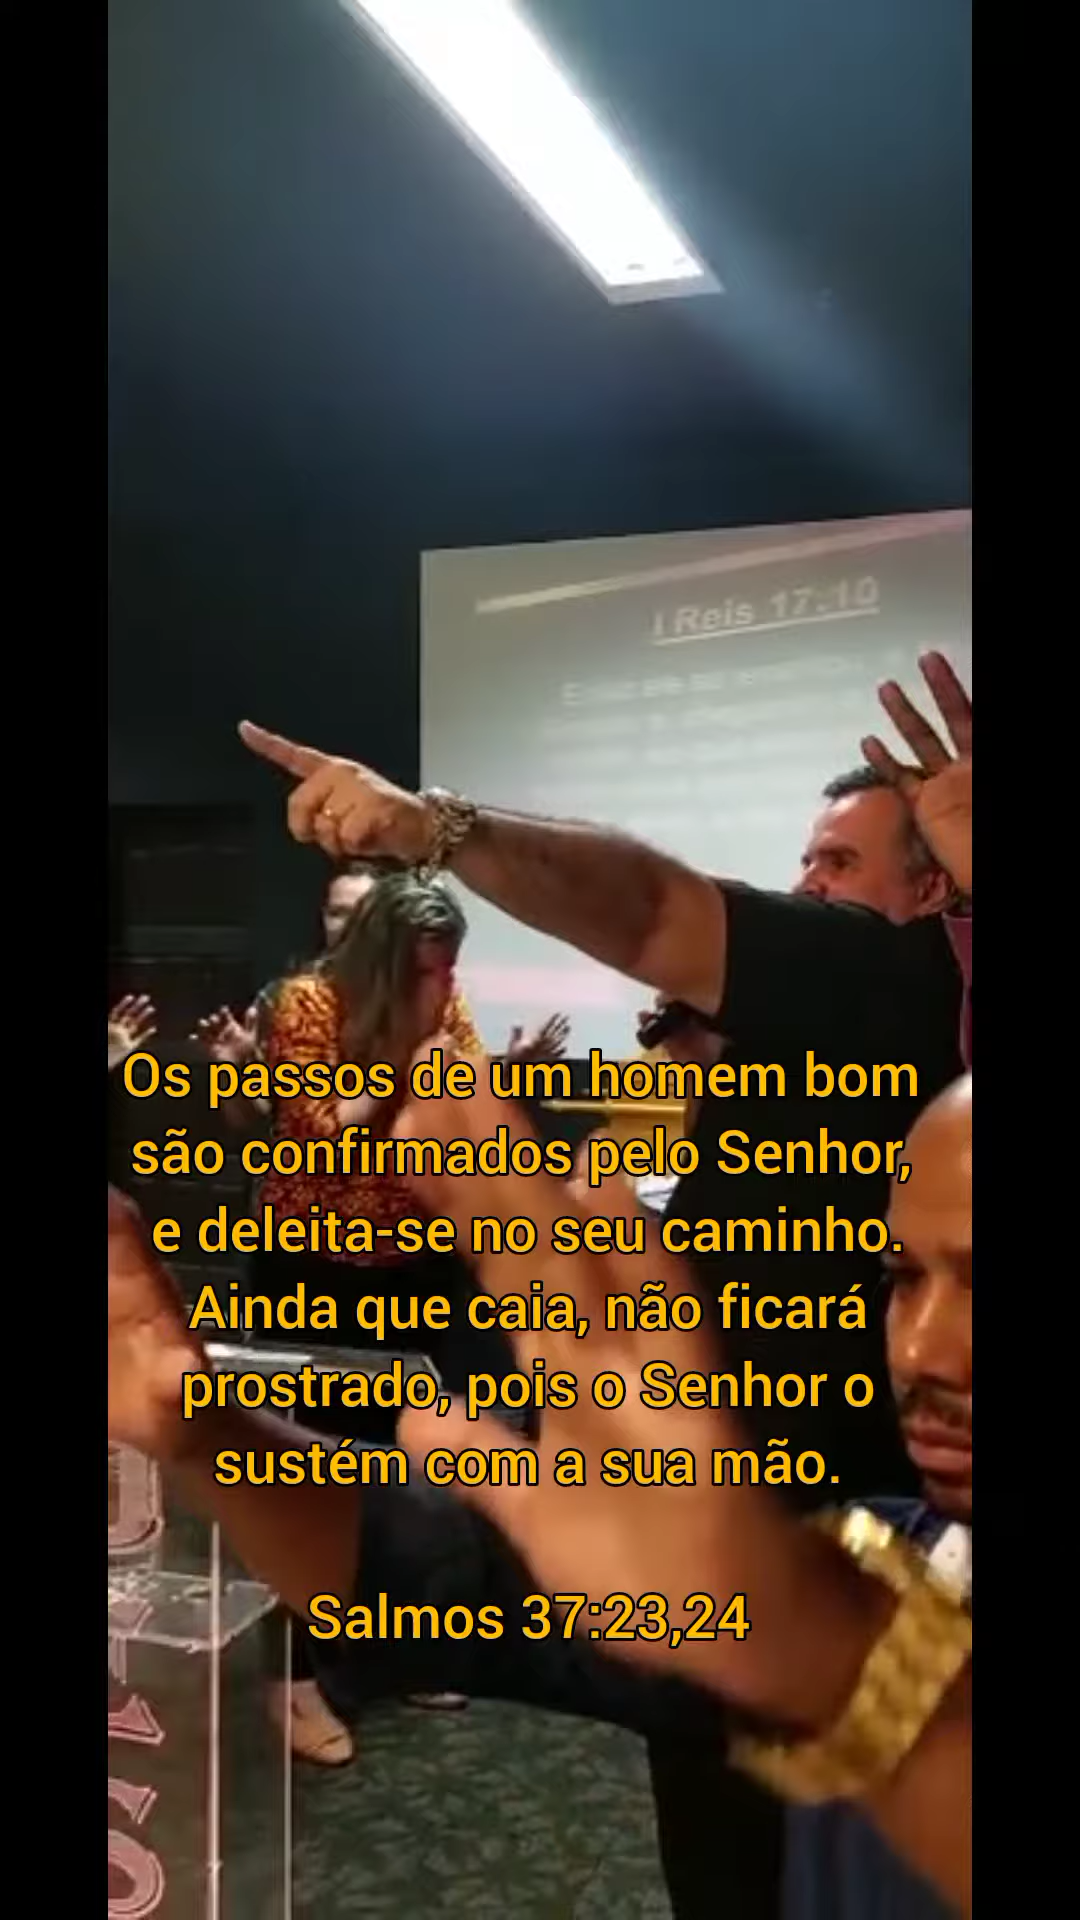 I Reis 17:10
Os passos de um homem bom
são confirmados pelo Senhor,
e deleita-se no seu caminho.
Ainda que caia, não ficará
prostrado, pois o Senhor o
sustém com a sua mão.
Salmos 37:23,24